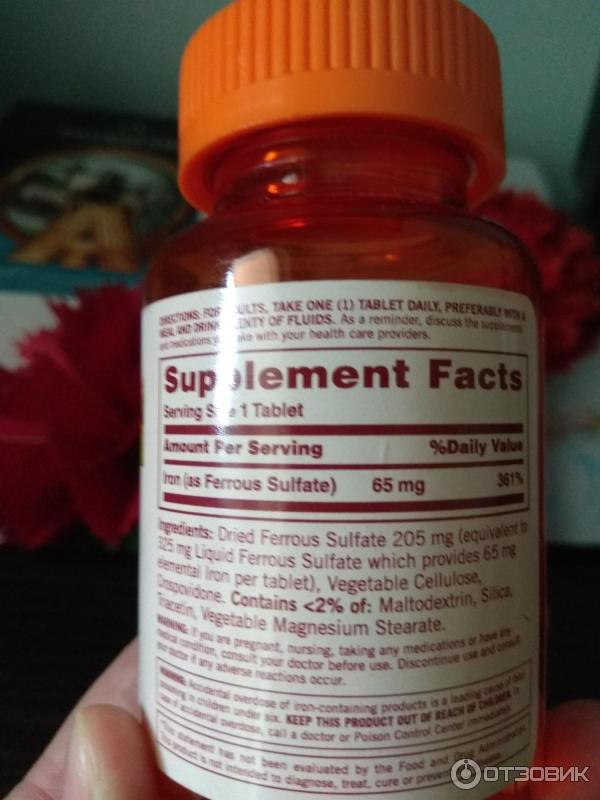 A
DIRECTIONS: FOR ADULTS, TAKE ONE (1) TABLET DAILY, PREFERABLY WITH A
MEAL AND DRINK PLENTY OF FLUIDS. As a reminder, discuss the supplements
and medications you take with your health care providers.
Supplement Facts
Serving Size 1 Tablet
Amount Per Serving %Daily Value
Iron (as Ferrous Sulfate) 65 mg 361%
Ingredients: Dried Ferrous Sulfate 205 mg (equivalent to
325 mg Liquid Ferrous Sulfate which provides 65 mg
elemental Iron per tablet), Vegetable Cellulose,
Crospovidone. Contains <2% of: Maltodextrin, Silica,
Triacetin, Vegetable Magnesium Stearate.
WARNING: If you are pregnant, nursing, taking any medications or have any
medical condition, consult your doctor before use. Discontinue use and consult
your doctor if any adverse reactions occur.
WARNING: Accidental overdose of iron-containing products is a leading cause of fatal
poisoning in children under six. KEEP THIS PRODUCT OUT OF REACH OF CHILDREN. In
case of accidental overdose, call a doctor or Poison Control Center immediately.
This statement has not been evaluated by the Food and Drug Administration.
This product is not intended to diagnose, treat, cure or prevent
ОТЗОВИК